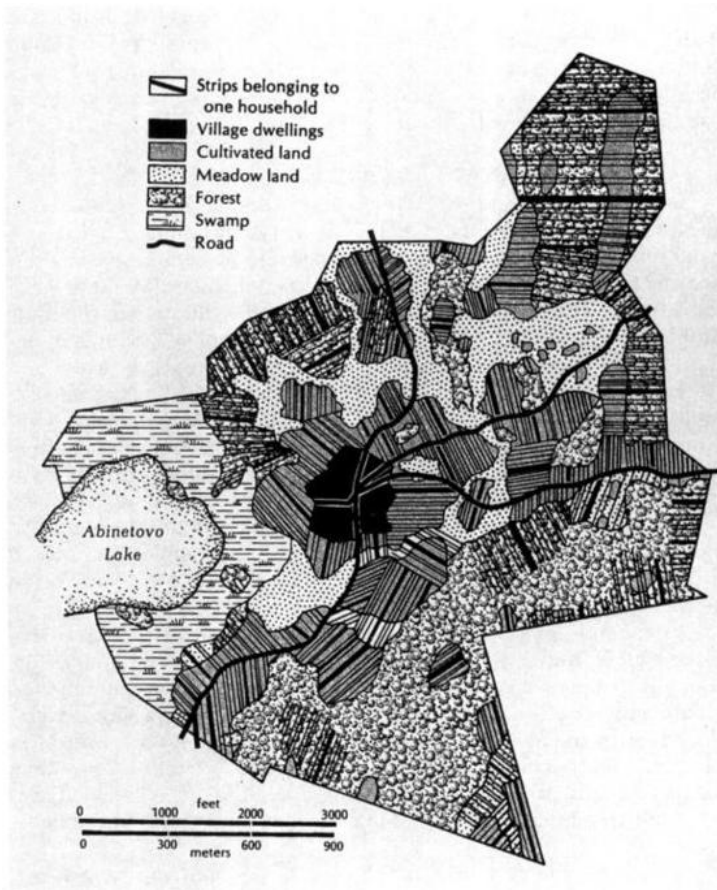 Strips belonging to
one household
Village dwellings
Cultivated land
Meadow land
Forest
Swamp
Road
Abinetovo
Lake
feet
0 1000 2000 3000
0 300 600 900
meters